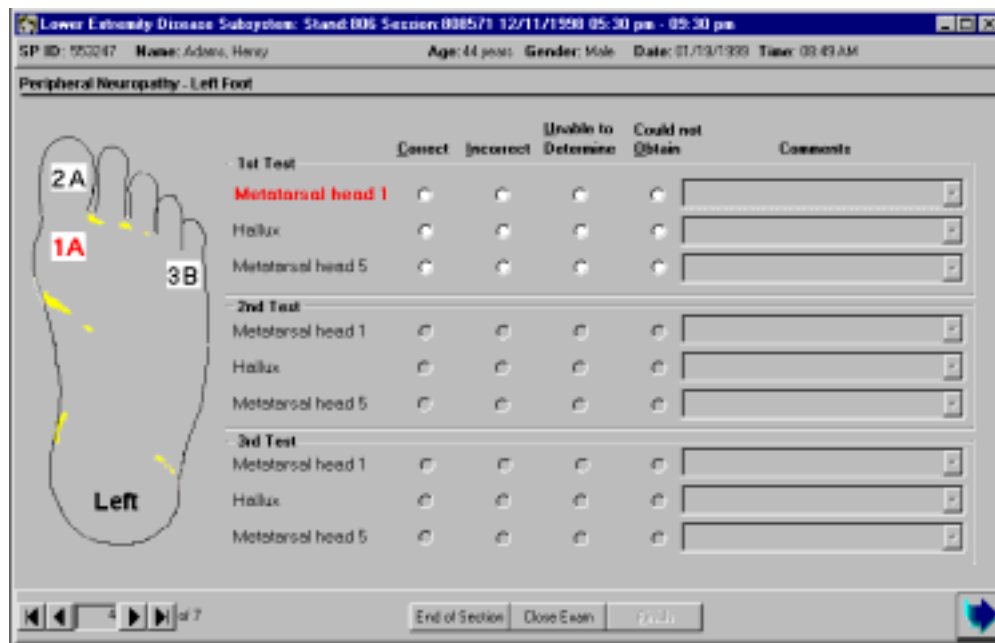 Lower Extremity Disease Subsystem: Stand:806 Session:808571 12/11/1998 05:30 pm - 09:30 pm
SP ID: 553247 Name: Adams, Henry Age: 44 years Gender: Male Date: 01/19/1999 Time: 08:49 AM
Peripheral Neuropathy - Left Foot
Correct Incorrect Unable to Determine Could not Obtain Comments
1st Test
2A
Metatarsal head 1
1A
Hallux
3B
Metatarsal head 5
2nd Test
Metatarsal head 1
Hallux
Metatarsal head 5
3rd Test
Metatarsal head 1
Left
Hallux
Metatarsal head 5
4 of 7
End of Section Close Exam Finish